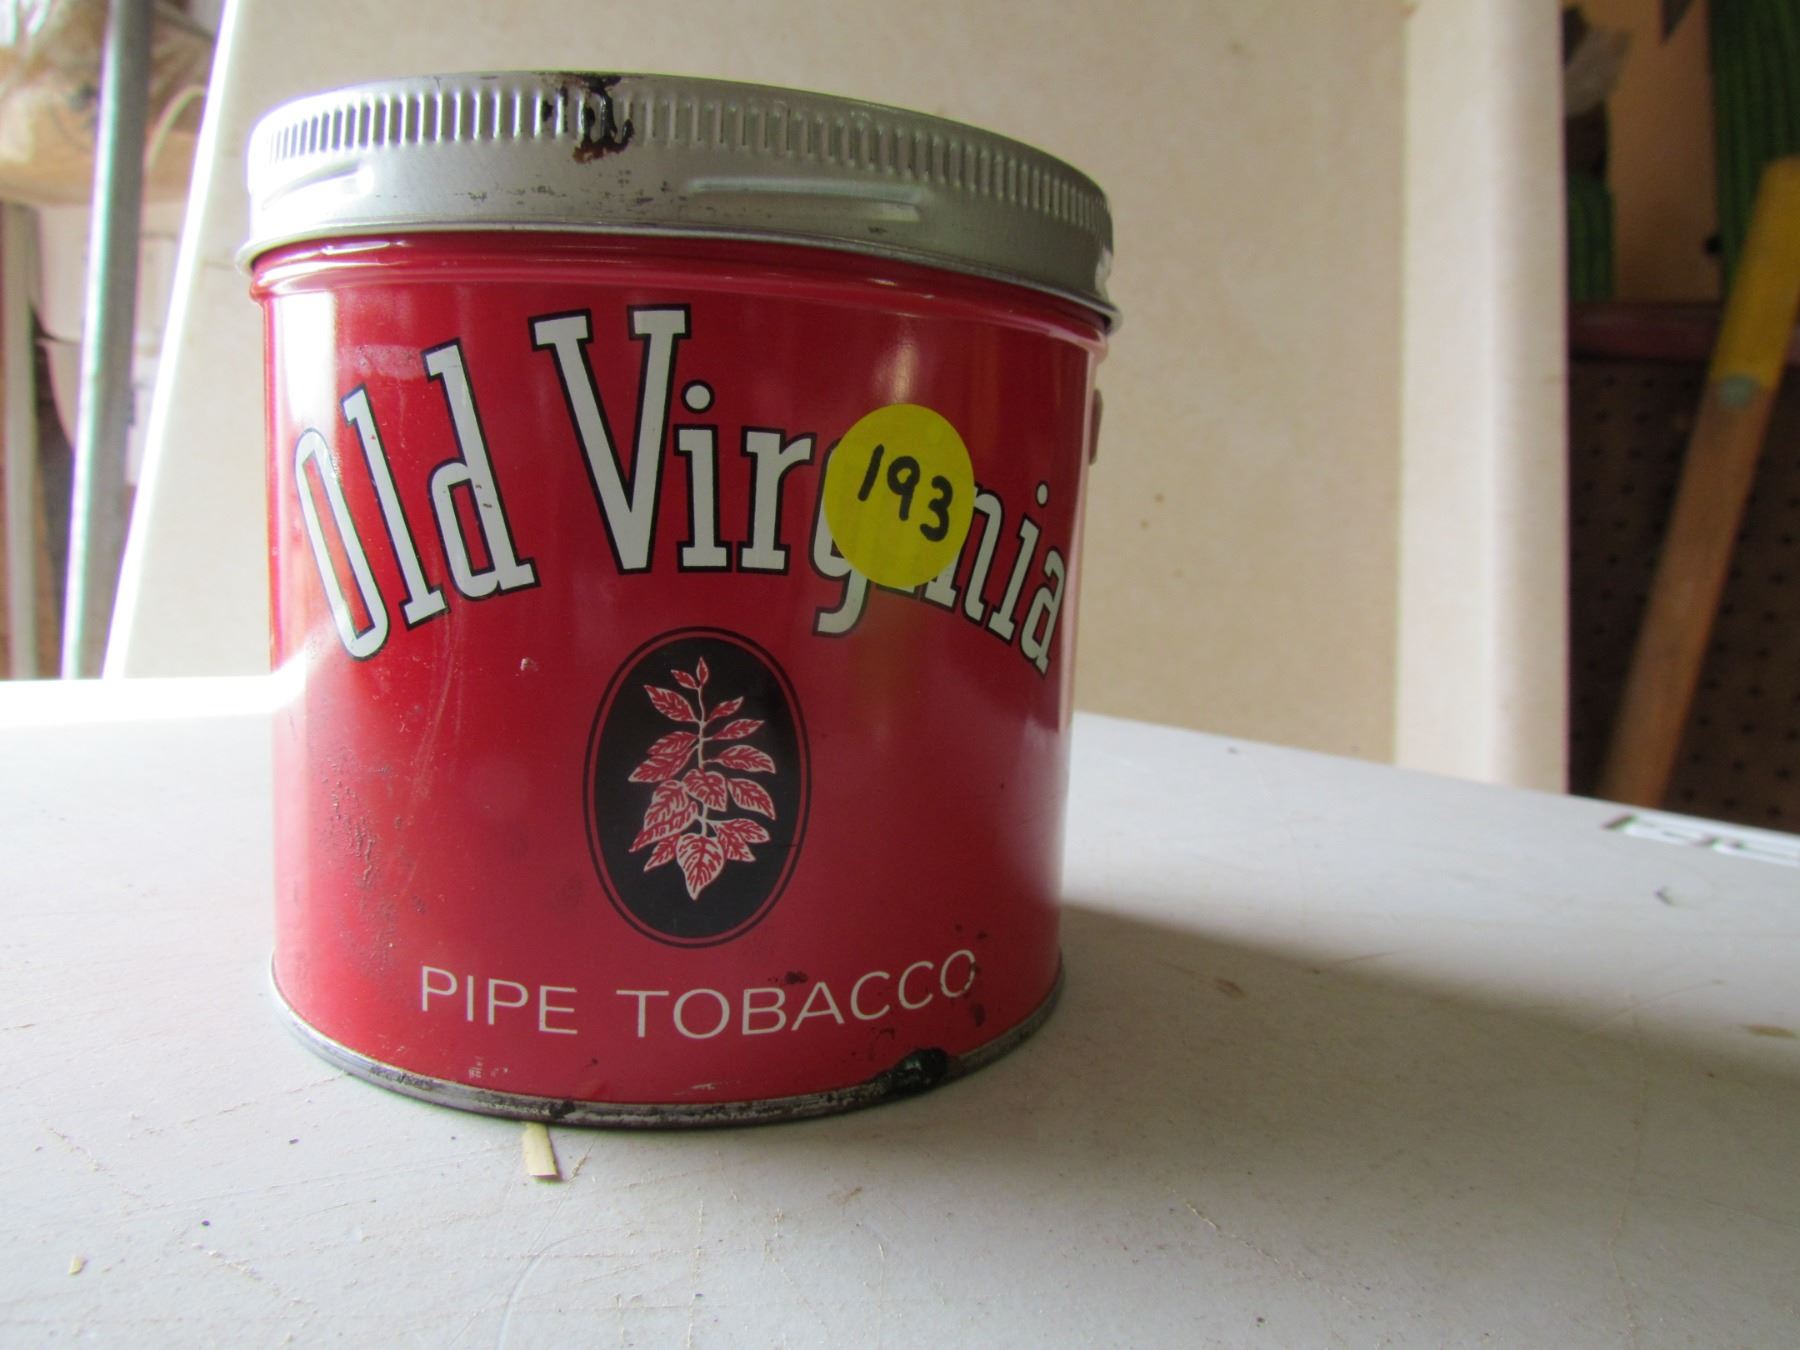 Old Virginia
193
PIPE TOBACCO